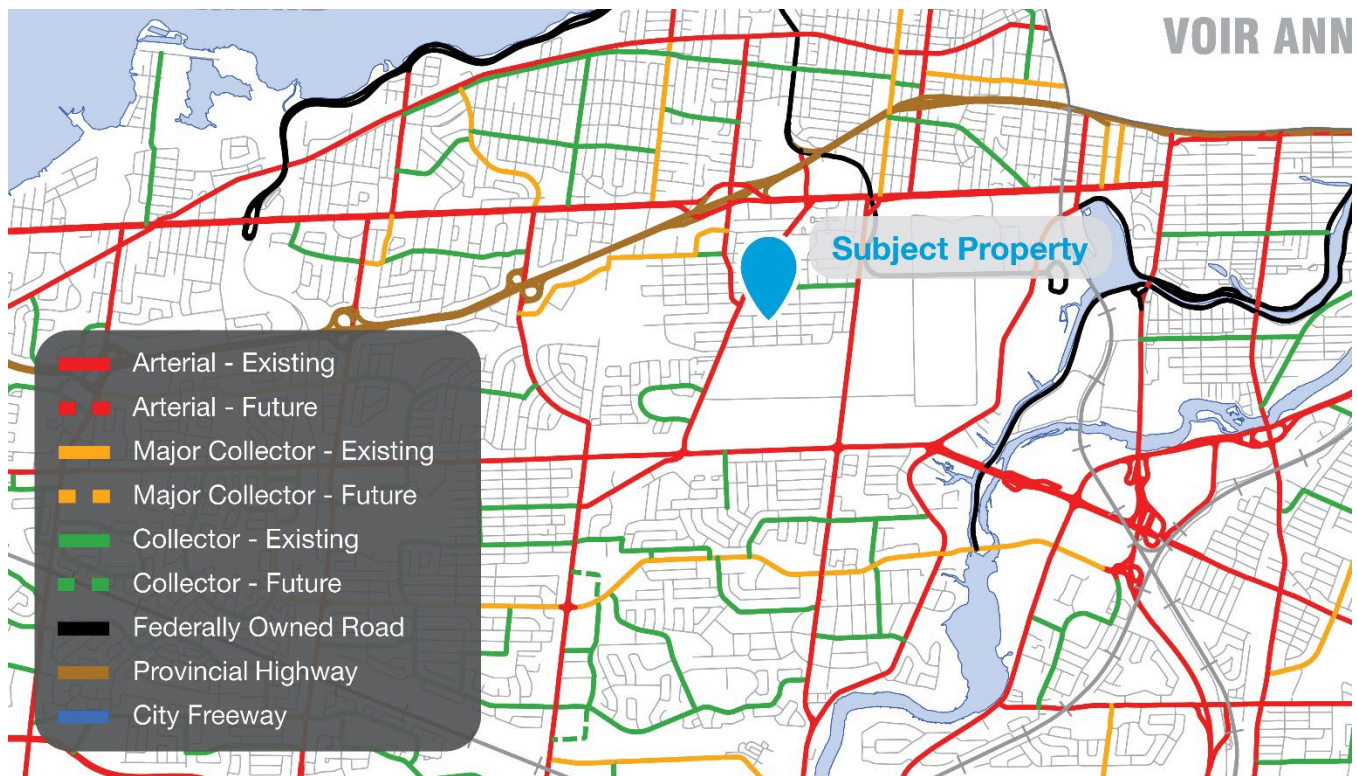 VOIR ANN
Subject Property
Arterial - Existing
Arterial - Future
Major Collector - Existing
Major Collector - Future
Collector - Existing
Collector - Future
Federally Owned Road
Provincial Highway
City Freeway